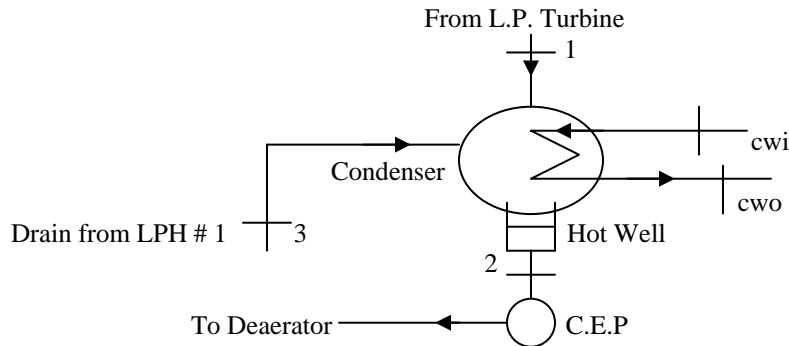 From L.P. Turbine
1
cwi
Condenser
cwo
Drain from LPH # 1
3
Hot Well
2
To Deaerator
C.E.P